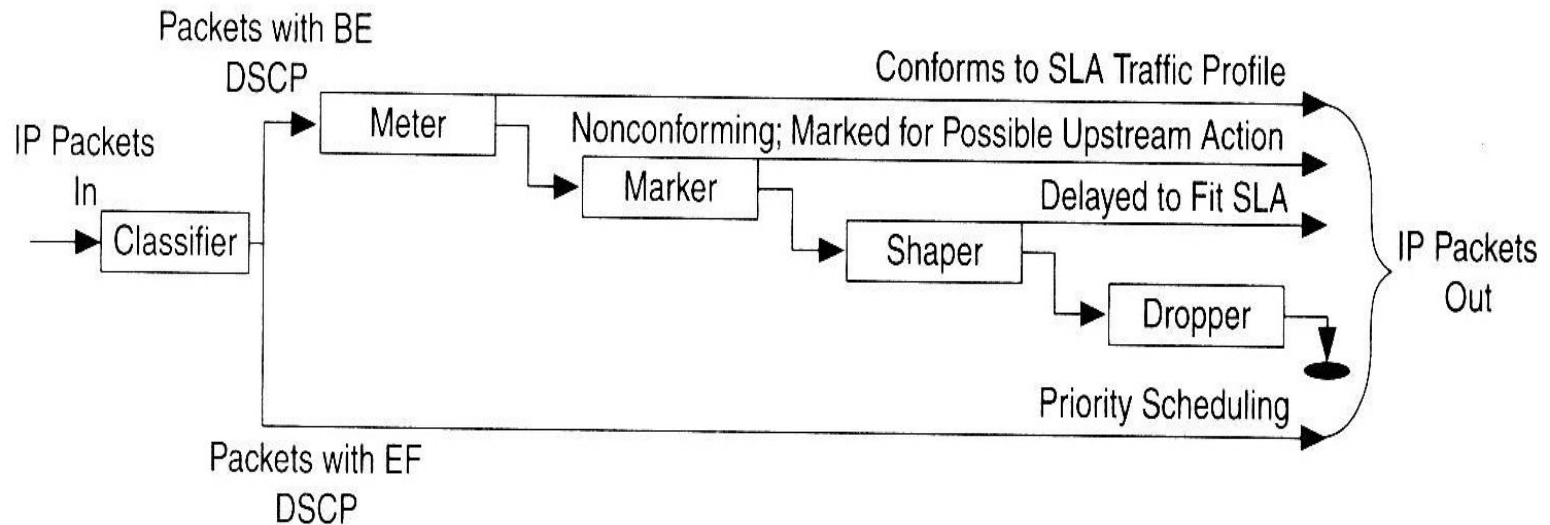 Packets with BE
DSCP
Conforms to SLA Traffic Profile
Meter
Nonconforming; Marked for Possible Upstream Action
IP Packets
In
Marker
Delayed to Fit SLA
Classifier
Shaper
IP Packets
Out
Dropper
Priority Scheduling
Packets with EF
DSCP